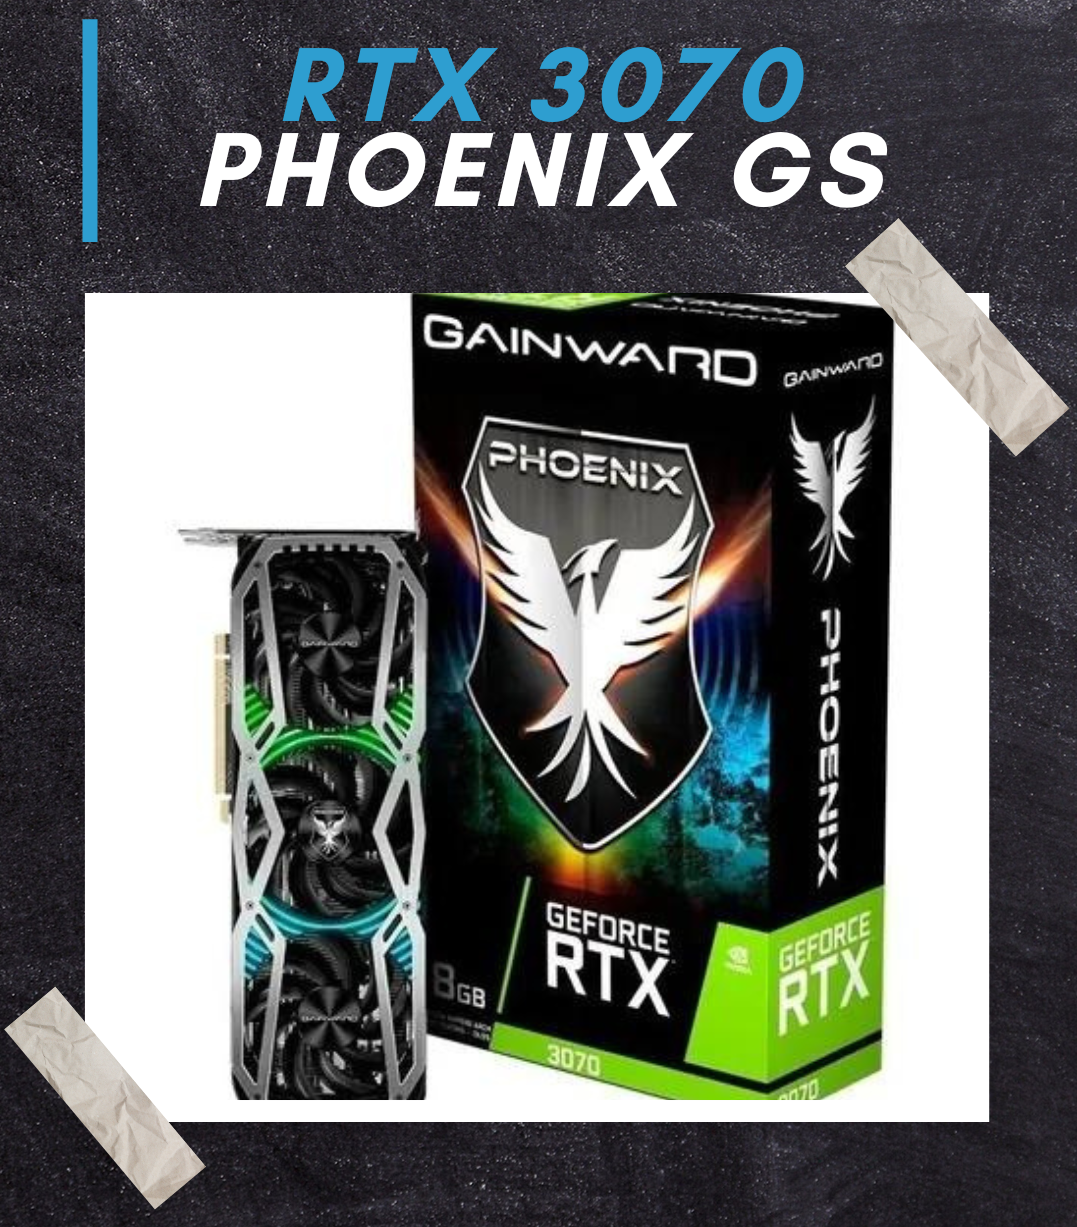 RTX 3070
PHOENIX GS
GAINWARD
GAINWARD
PHOENIX
PHOENIX
GAINWARD
GAINWARD
GEFORCE
RTX
8GB
GEFORCE
RTX
3070
3070